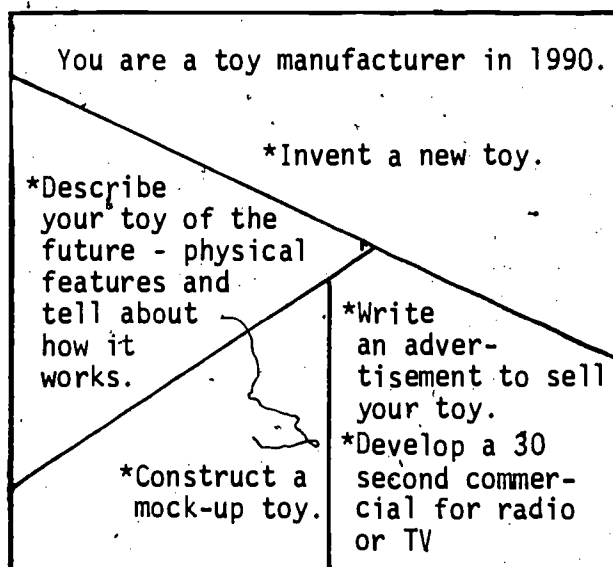 You are a toy manufacturer in 1990.
*Invent a new toy.
*Describe
your toy of the
future - physical
features and
tell about
how it
works.
*Construct a
mock-up toy.
*Write
an adver-
tisement to sell
your toy.
*Develop a 30
second commer-
cial for radio
or TV